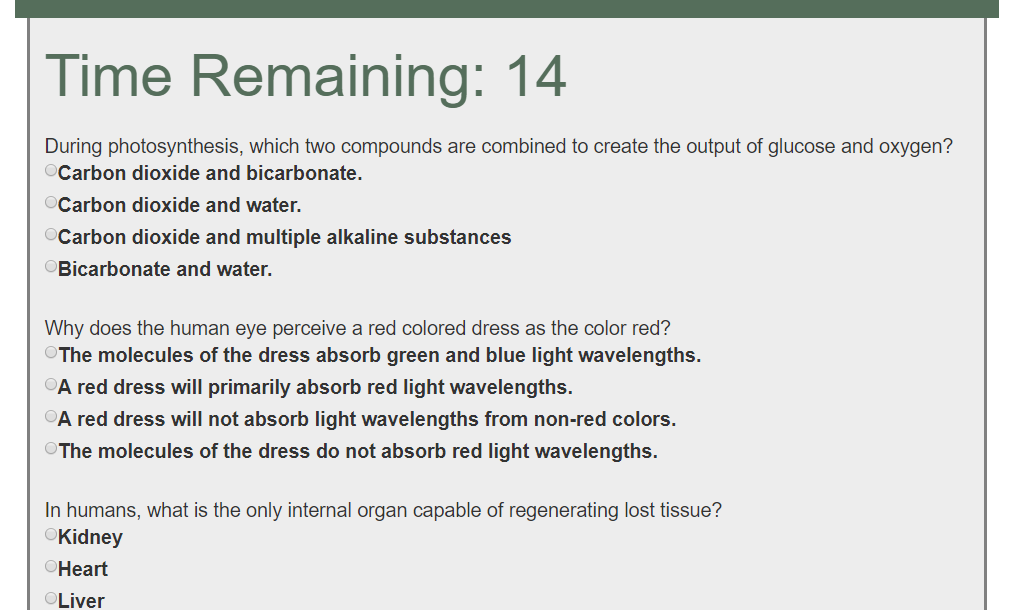 Time Remaining: 14
During photosynthesis, which two compounds are combined to create the output of glucose and oxygen?
Carbon dioxide and bicarbonate.
Carbon dioxide and water.
Carbon dioxide and multiple alkaline substances
Bicarbonate and water.
Why does the human eye perceive a red colored dress as the color red?
The molecules of the dress absorb green and blue light wavelengths.
A red dress will primarily absorb red light wavelengths.
A red dress will not absorb light wavelengths from non-red colors.
The molecules of the dress do not absorb red light wavelengths.
In humans, what is the only internal organ capable of regenerating lost tissue?
Kidney
Heart
Liver